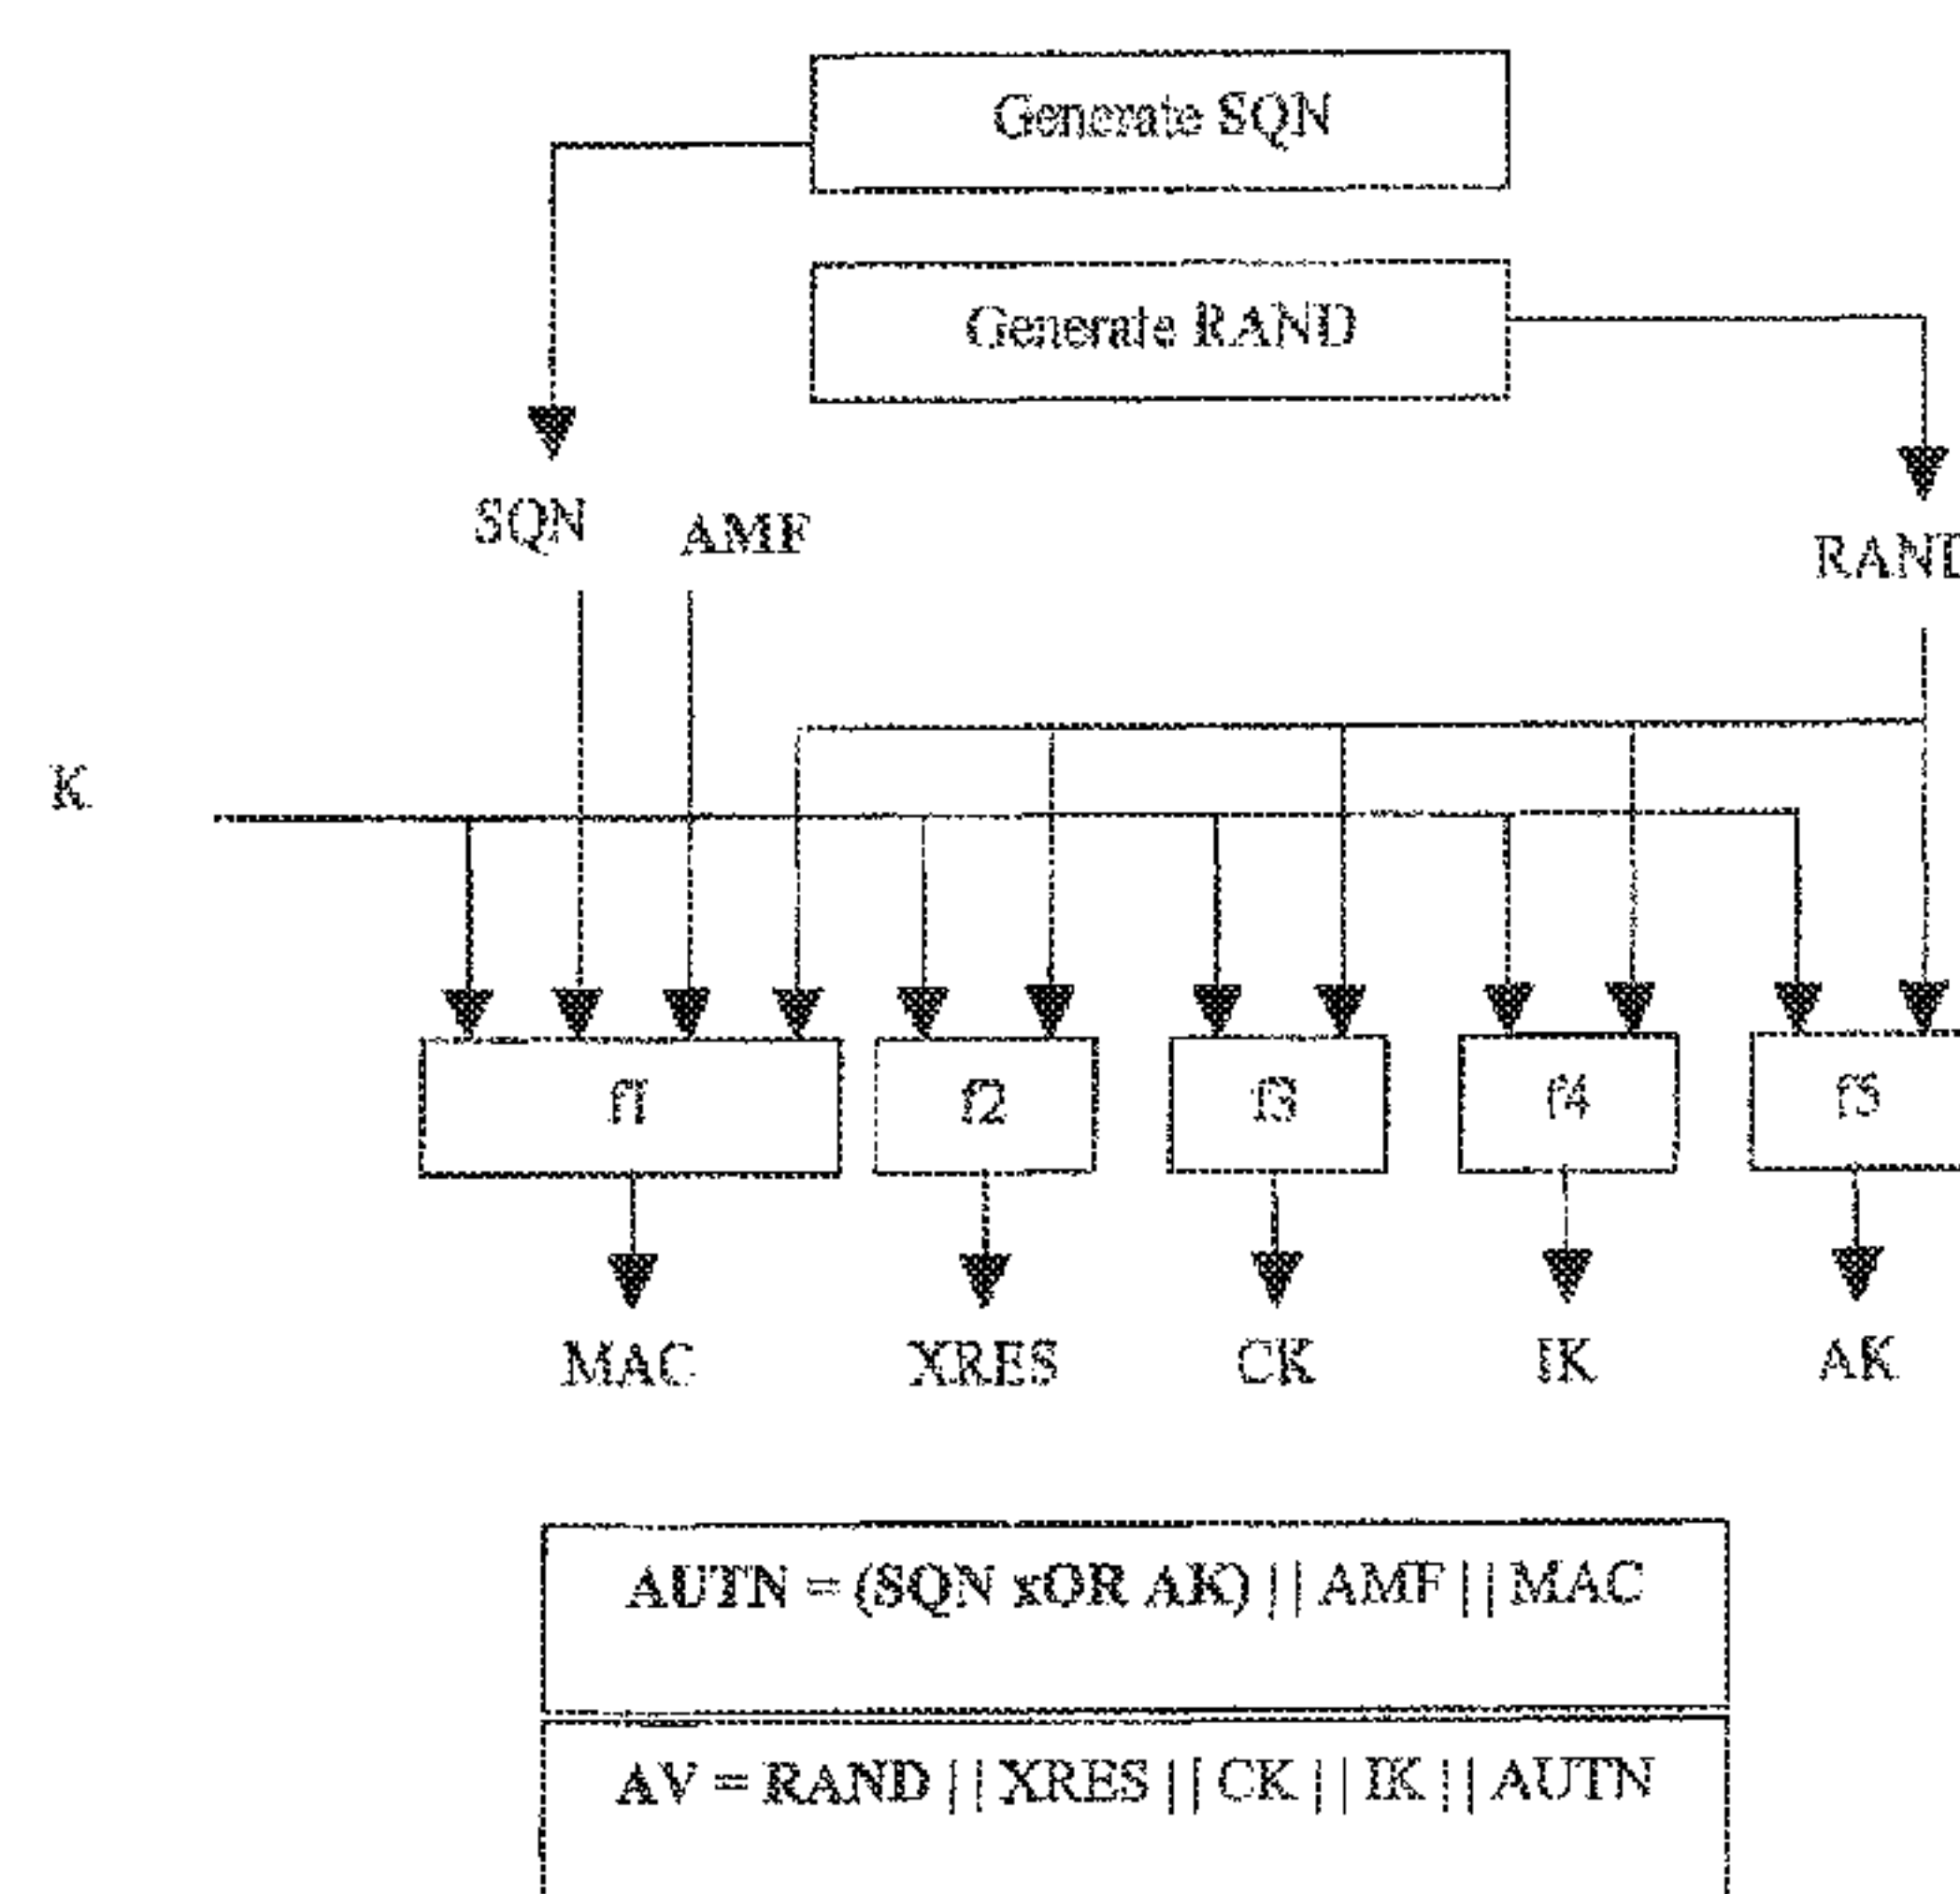 Generate SQN
Generate RAND
SQN
AMF
RAND
K
f1
f2
f3
f4
f5
MAC
XRES
CK
IK
AK
AUTN = (SQN xOR AK) || AMF || MAC
AV = RAND || XRES || CK || IK || AUTN